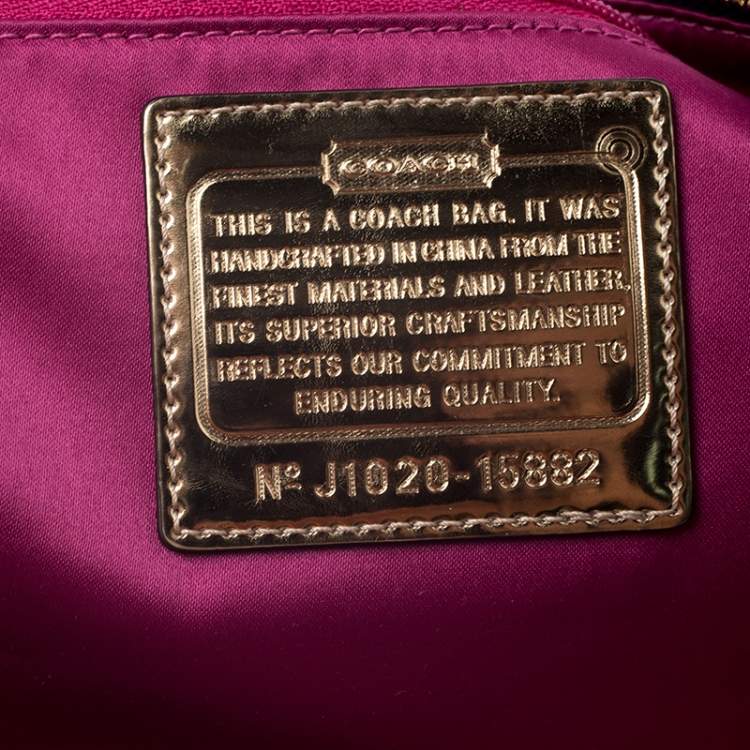 COACH
THIS IS A COACH BAG. IT WAS
HANDCRAFTED IN CHINA FROM THE
FINEST MATERIALS AND LEATHER.
ITS SUPERIOR CRAFTSMANSHIP
REFLECTS OUR COMMITMENT TO
ENDURING QUALITY.
Nº J1020-15882